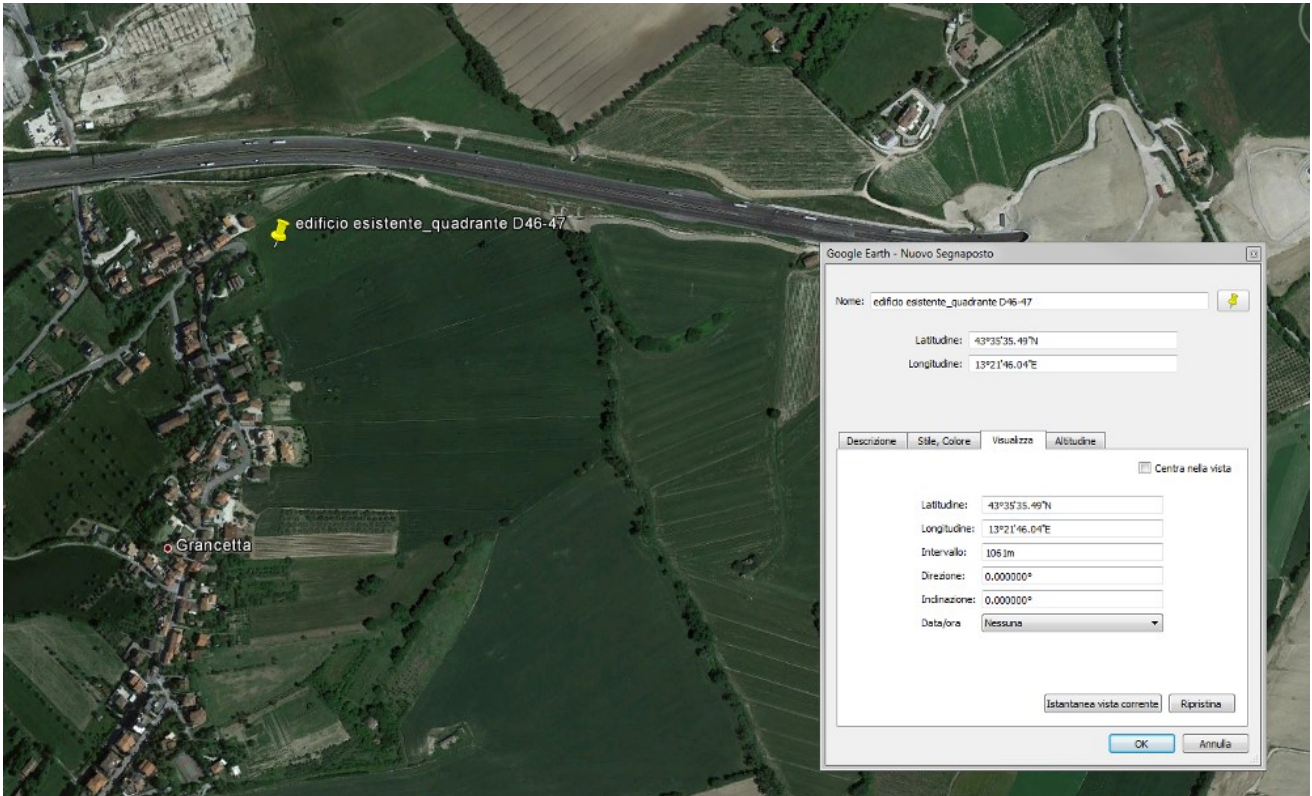 edificio esistente_quadrante D46-47
Grancetta
Google Earth - Nuovo Segnaposto
Nome: edificio esistente_quadrante D46-47
Latitudine: 43°35'35.49"N
Longitudine: 13°21'46.04"E
Descrizione Stile, Colore Visualizza Altitudine
Centra nella vista
Latitudine: 43°35'35.49"N
Longitudine: 13°21'46.04"E
Intervallo: 1061m
Direzione: 0.000000°
Inclinazione: 0.000000°
Data/ora Nessuna
Istantanea vista corrente Ripristina
OK Annulla